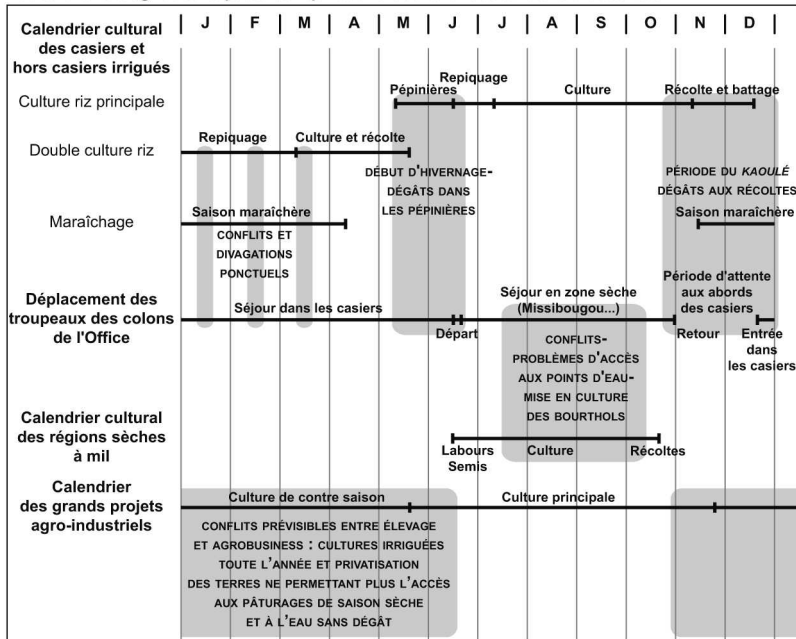 Calendrier cultural
des casiers et
hors casiers irrigués
J F M A M J J A S O N D
Culture riz principale
Pépinières
Repiquage
Culture
Récolte et battage
Double culture riz
Repiquage
Culture et récolte
DÉBUT D'HIVERNAGE-
DÉGÂTS DANS
LES PÉPINIÈRES
PÉRIODE DU KAOULÉ
DÉGÂTS AUX RÉCOLTES
Maraîchage
Saison maraîchère
CONFLITS ET
DIVAGATIONS
PONCTUELS
Saison maraîchère
Déplacement des
troupeaux des colons
de l'Office
Séjour dans les casiers
Départ
Séjour en zone sèche
(Missibougou...)
Période d'attente
aux abords
des casiers
Retour
Entrée
dans
les casiers
CONFLITS-
PROBLÈMES D'ACCÈS
AUX POINTS D'EAU-
MISE EN CULTURE
DES BOURTHOLS
Calendrier cultural
des régions sèches
à mil
Labours
Semis
Culture
Récoltes
Calendrier
des grands projets
agro-industriels
Culture de contre saison
Culture principale
CONFLITS PRÉVISIBLES ENTRE ÉLEVAGE
ET AGROBUSINESS : CULTURES IRRIGUÉES
TOUTE L'ANNÉE ET PRIVATISATION
DES TERRES NE PERMETTANT PLUS L'ACCÈS
AUX PÂTURAGES DE SAISON SÈCHE
ET À L'EAU SANS DÉGÂT